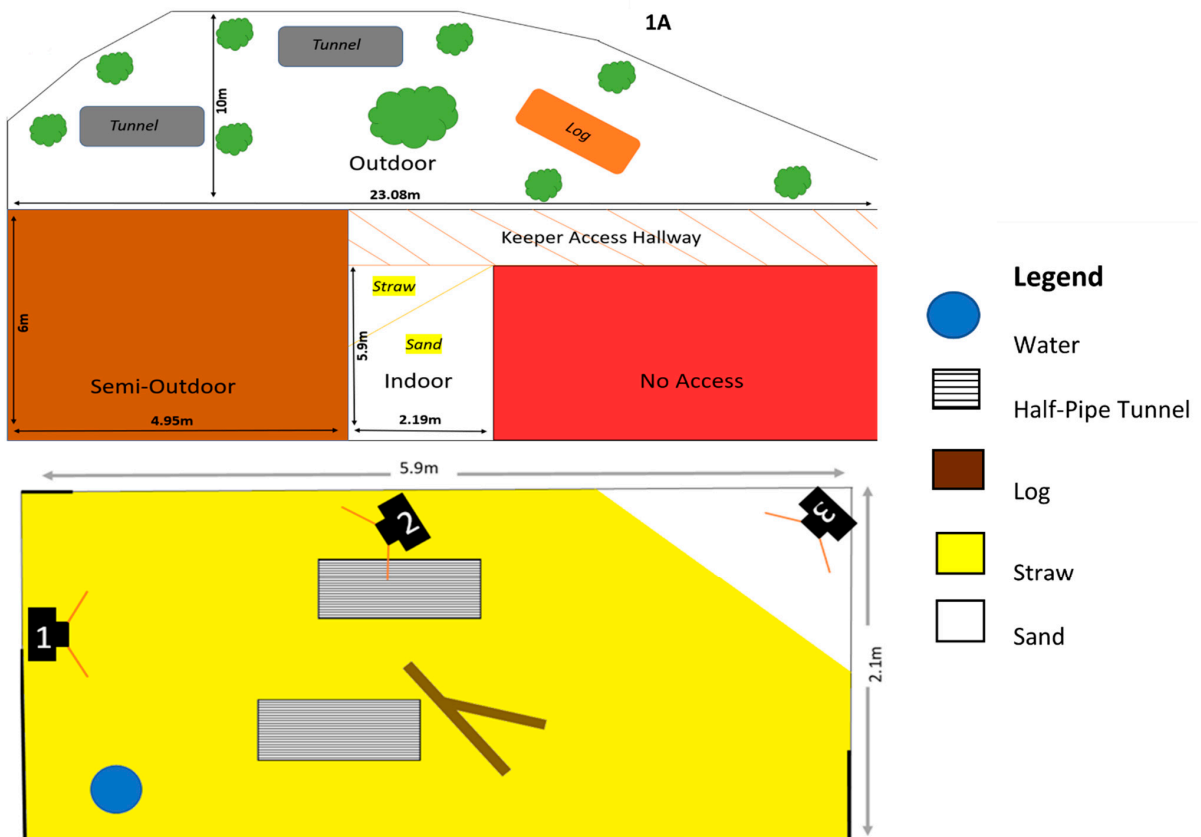 1A
Tunnel
Tunnel
10m
Log
Outdoor
23.08m
Keeper Access Hallway
Straw
Sand
6m
5.9m
Semi-Outdoor
Indoor
No Access
4.95m
2.19m
Legend
Water
Half-Pipe Tunnel
Log
Straw
Sand
5.9m
2
3
1
2.1m